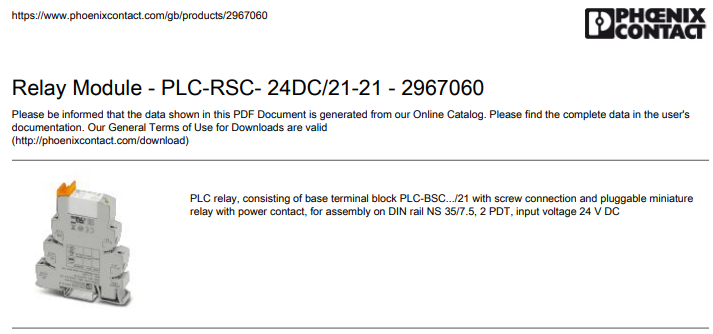 https://www.phoenixcontact.com/gb/products/2967060
PHŒNIX
CONTACT
Relay Module - PLC-RSC- 24DC/21-21 - 2967060
Please be informed that the data shown in this PDF Document is generated from our Online Catalog. Please find the complete data in the user's
documentation. Our General Terms of Use for Downloads are valid
(http://phoenixcontact.com/download)
PLC relay, consisting of base terminal block PLC-BSC.../21 with screw connection and pluggable miniature
relay with power contact, for assembly on DIN rail NS 35/7.5, 2 PDT, input voltage 24 V DC